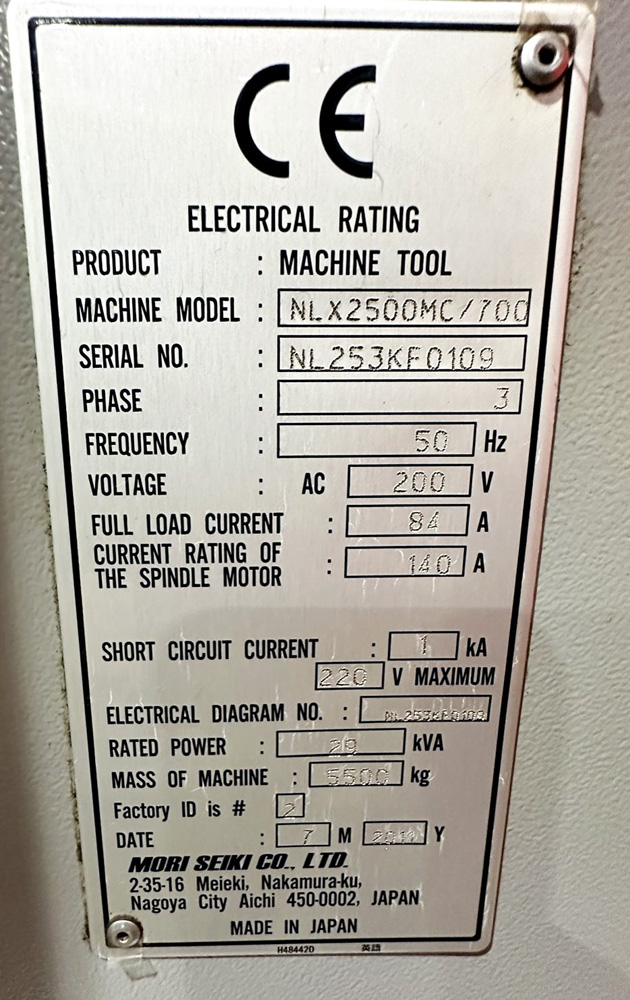 CE
ELECTRICAL RATING
PRODUCT : MACHINE TOOL
MACHINE MODEL : NLX2500MC/700
SERIAL NO. : NL253KF0109
PHASE : 3
FREQUENCY : 50 Hz
VOLTAGE : AC 200 V
FULL LOAD CURRENT : 84 A
CURRENT RATING OF
THE SPINDLE MOTOR : 140 A
SHORT CIRCUIT CURRENT : 1 kA
220 V MAXIMUM
ELECTRICAL DIAGRAM NO. : NL253KF0109
RATED POWER : 29 kVA
MASS OF MACHINE : 5500 kg
Factory ID is # 2
DATE : 7 M Y
MORI SEIKI CO., LTD.
2-35-16 Meieki, Nakamura-ku,
Nagoya City Aichi 450-0002, JAPAN
MADE IN JAPAN
H48442D 英語